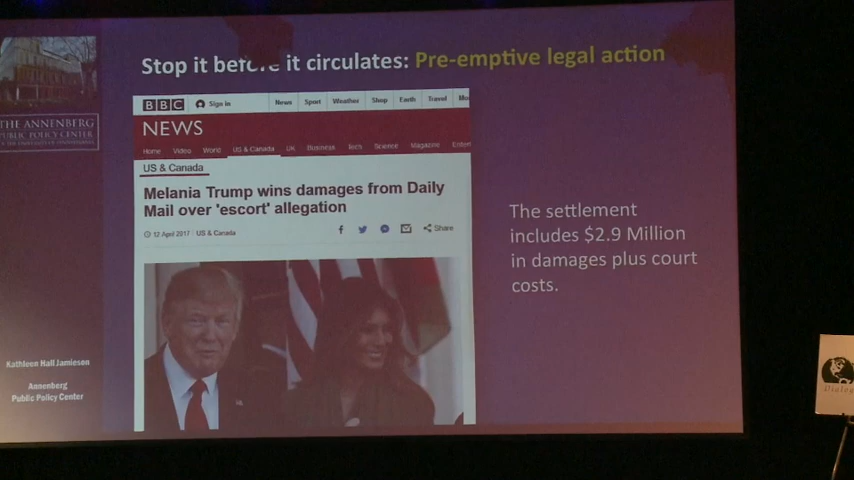 Stop it before it circulates: Pre-emptive legal action
THE ANNENBERG
PUBLIC POLICY CENTER
BBC Sign in News Sport Weather Shop Earth Travel Mo
NEWS
Home Video World US & Canada UK Business Tech Science Magazine Enter
US & Canada
Melania Trump wins damages from Daily
Mail over 'escort' allegation
12 April 2017 US & Canada
Share
The settlement
includes $2.9 Million
in damages plus court
costs.
Kathleen Hall Jamieson
Annenberg
Public Policy Center